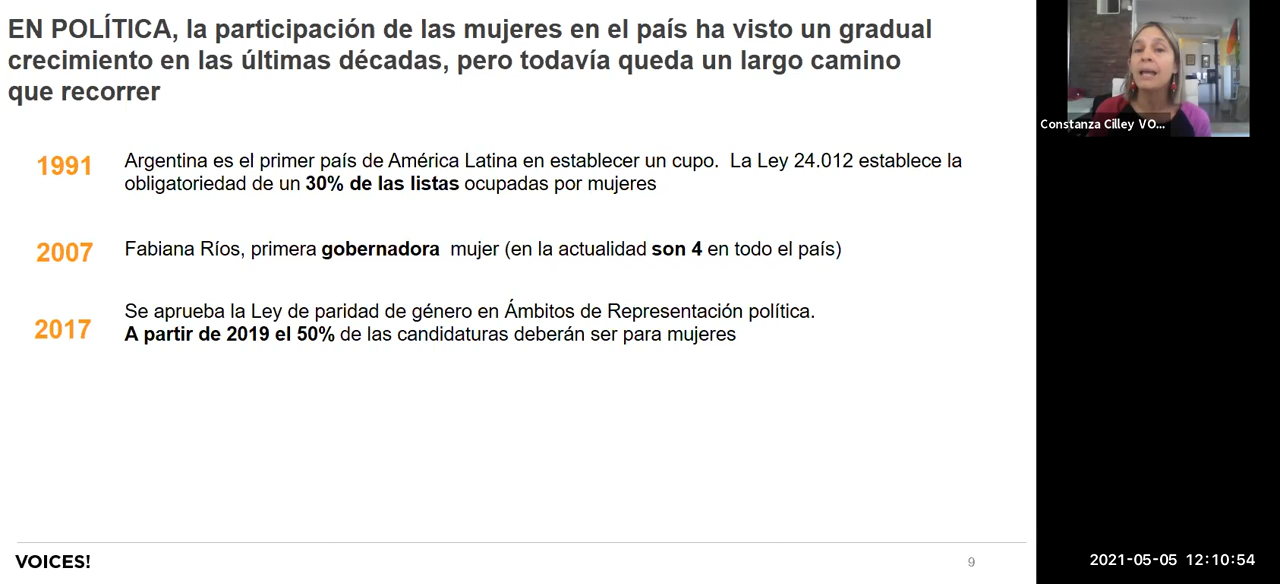 EN POLÍTICA, la participación de las mujeres en el país ha visto un gradual
crecimiento en las últimas décadas, pero todavía queda un largo camino
que recorrer
1991
Argentina es el primer país de América Latina en establecer un cupo.  La Ley 24.012 establece la
obligatoriedad de un 30% de las listas ocupadas por mujeres
2007
Fabiana Ríos, primera gobernadora  mujer (en la actualidad son 4 en todo el país)
2017
Se aprueba la Ley de paridad de género en Ámbitos de Representación política.
A partir de 2019 el 50% de las candidaturas deberán ser para mujeres
VOICES!
9
Constanza Cilley VO...
2021-05-05 12:10:54